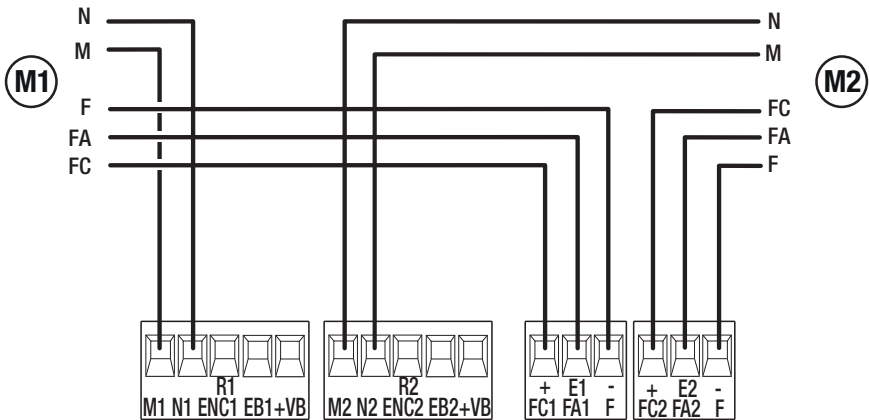 N
M
M1
F
FA
FC
N
M
M2
FC
FA
F
R1
M1 N1 ENC1 EB1+VB
R2
M2 N2 ENC2 EB2+VB
+ E1 -
FC1 FA1 F
+ E2 -
FC2 FA2 F